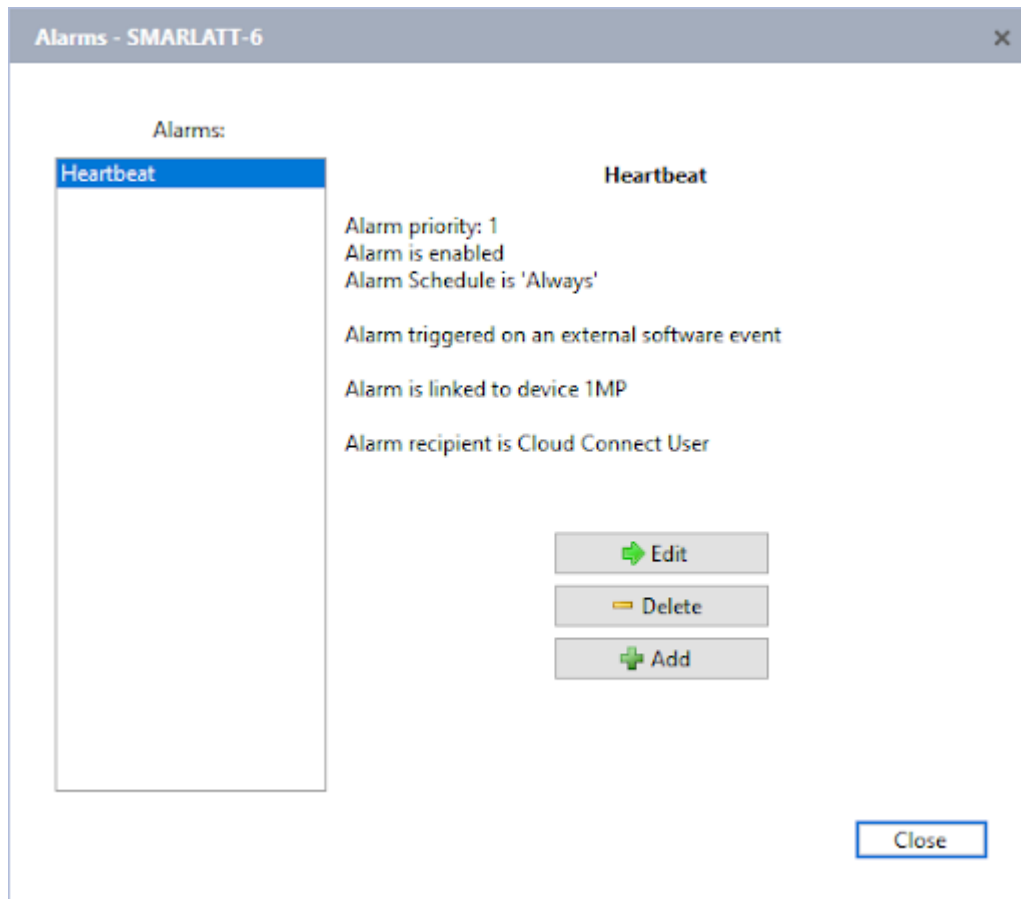 Alarms - SMARLATT-6
Alarms:
Heartbeat
Heartbeat
Alarm priority: 1
Alarm is enabled
Alarm Schedule is 'Always'
Alarm triggered on an external software event
Alarm is linked to device 1MP
Alarm recipient is Cloud Connect User
Edit
Delete
Add
Close